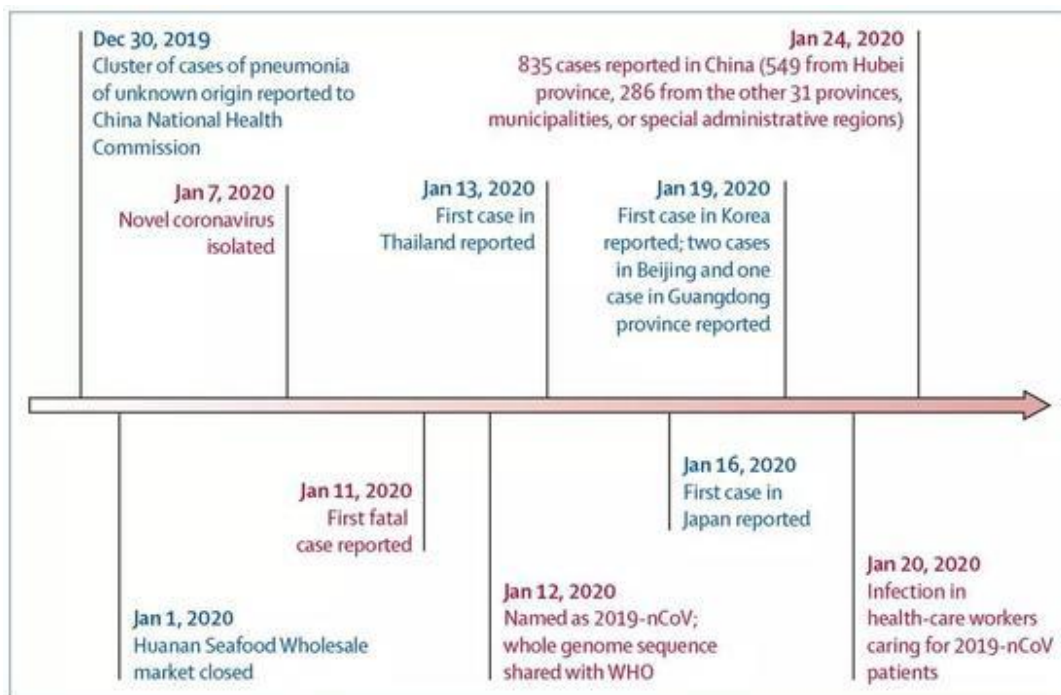 Dec 30, 2019
Cluster of cases of pneumonia
of unknown origin reported to
China National Health
Commission
Jan 24, 2020
835 cases reported in China (549 from Hubei
province, 286 from the other 31 provinces,
municipalities, or special administrative regions)
Jan 7, 2020
Novel coronavirus
isolated
Jan 13, 2020
First case in
Thailand reported
Jan 19, 2020
First case in Korea
reported; two cases
in Beijing and one
case in Guangdong
province reported
Jan 11, 2020
First fatal
case reported
Jan 16, 2020
First case in
Japan reported
Jan 1, 2020
Huanan Seafood Wholesale
market closed
Jan 12, 2020
Named as 2019-nCoV;
whole genome sequence
shared with WHO
Jan 20, 2020
Infection in
health-care workers
caring for 2019-nCoV
patients